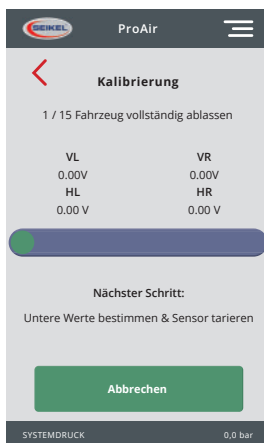 SEIKEL ProAir
Kalibrierung
1 / 15 Fahrzeug vollständig ablassen
VL VR
0.00V 0.00V
HL HR
0.00 V 0.00 V
Nächster Schritt:
Untere Werte bestimmen & Sensor tarieren
Abbrechen
SYSTEMDRUCK 0,0 bar